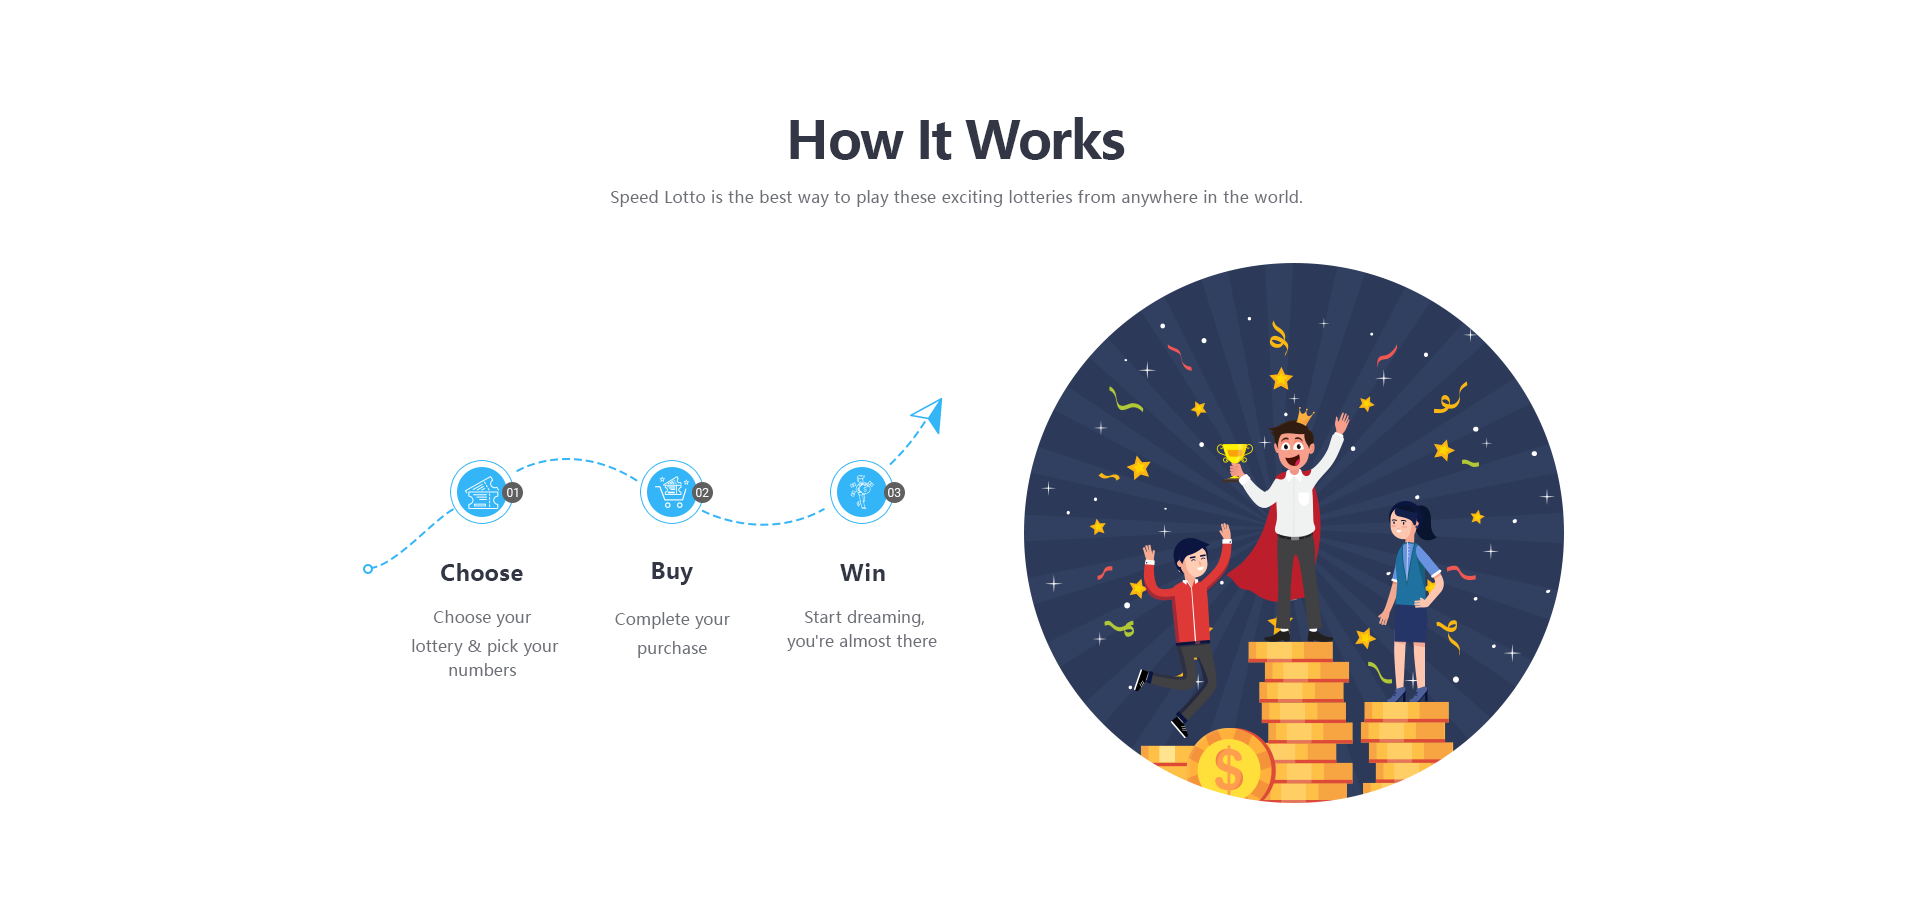 How It Works
Speed Lotto is the best way to play these exciting lotteries from anywhere in the world.
01
02
03
Choose
Choose your
lottery & pick your
numbers
Buy
Complete your
purchase
Win
Start dreaming,
you're almost there
$